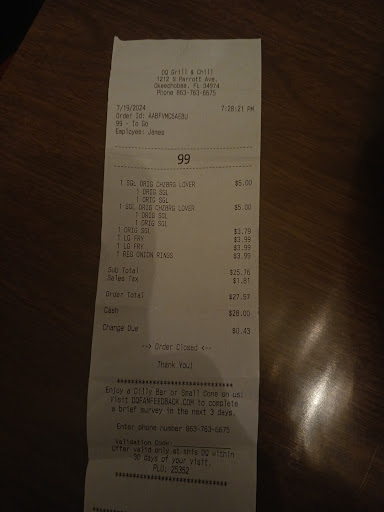 DQ Grill & Chill
1212 S Parrott Ave.
Okeechobee, FL 34974
Phone 863-763-6675
7/19/2024 7:28:21 PM
Order Id: AABFVMC6AEBU
99 - To Go
Employee: James
99
1 SGL ORIG CHZBRG LOVER $5.00
1 ORIG SGL
1 ORIG SGL
1 SGL ORIG CHZBRG LOVER $5.00
1 ORIG SGL
1 ORIG SGL
1 ORIG SGL $3.79
1 LG FRY $3.99
1 LG FRY $3.99
1 REG ONION RINGS $3.99
Sub Total $25.76
Sales Tax $1.81
Order Total $27.57
Cash $28.00
Change Due $0.43
--> Order Closed <--
Thank You!
******************************
Enjoy a Dilly Bar or Small Cone on us!
Visit DQFANFEEDBACK.COM to complete
a brief survey in the next 3 days.
Enter phone number 863-763-6675
Validation Code:____________
Offer valid only at this DQ within
30 days of your visit.
PLU: 25352
******************************